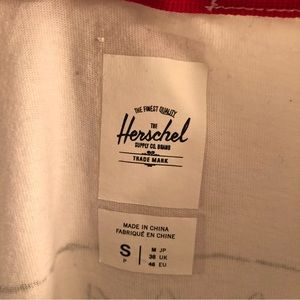 THE FINEST QUALITY
THE
Herschel
SUPPLY CO. BRAND
TRADE MARK
MADE IN CHINA
FABRIQUÉ EN CHINE
S
P
M JP
38 UK
48 EU